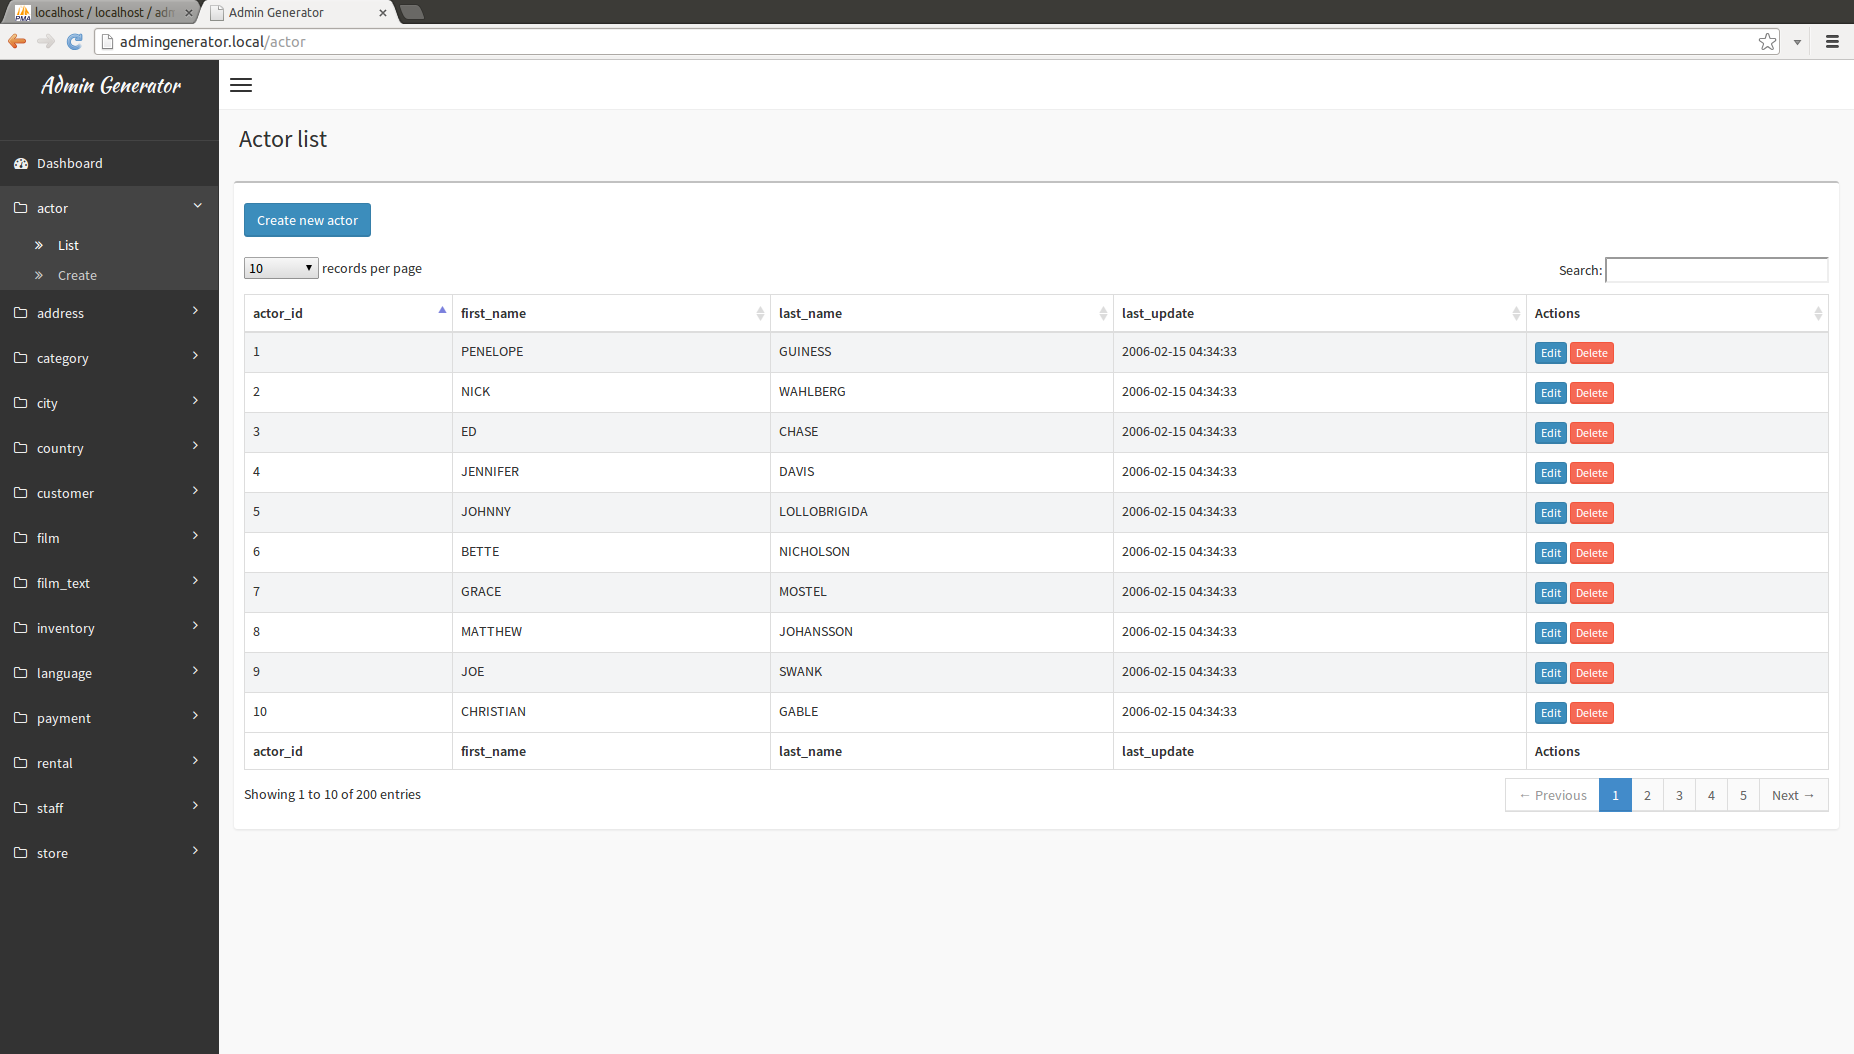 localhost / localhost / adm
Admin Generator
admingenerator.local/actor
Admin Generator
Dashboard
actor
List
Create
address
category
city
country
customer
film
film_text
inventory
language
payment
rental
staff
store
Actor list
Create new actor
10 records per page
Search:
actor_id first_name last_name last_update Actions
1 PENELOPE GUINESS 2006-02-15 04:34:33 Edit Delete
2 NICK WAHLBERG 2006-02-15 04:34:33 Edit Delete
3 ED CHASE 2006-02-15 04:34:33 Edit Delete
4 JENNIFER DAVIS 2006-02-15 04:34:33 Edit Delete
5 JOHNNY LOLLOBRIGIDA 2006-02-15 04:34:33 Edit Delete
6 BETTE NICHOLSON 2006-02-15 04:34:33 Edit Delete
7 GRACE MOSTEL 2006-02-15 04:34:33 Edit Delete
8 MATTHEW JOHANSSON 2006-02-15 04:34:33 Edit Delete
9 JOE SWANK 2006-02-15 04:34:33 Edit Delete
10 CHRISTIAN GABLE 2006-02-15 04:34:33 Edit Delete
actor_id first_name last_name last_update Actions
Showing 1 to 10 of 200 entries
← Previous 1 2 3 4 5 Next →